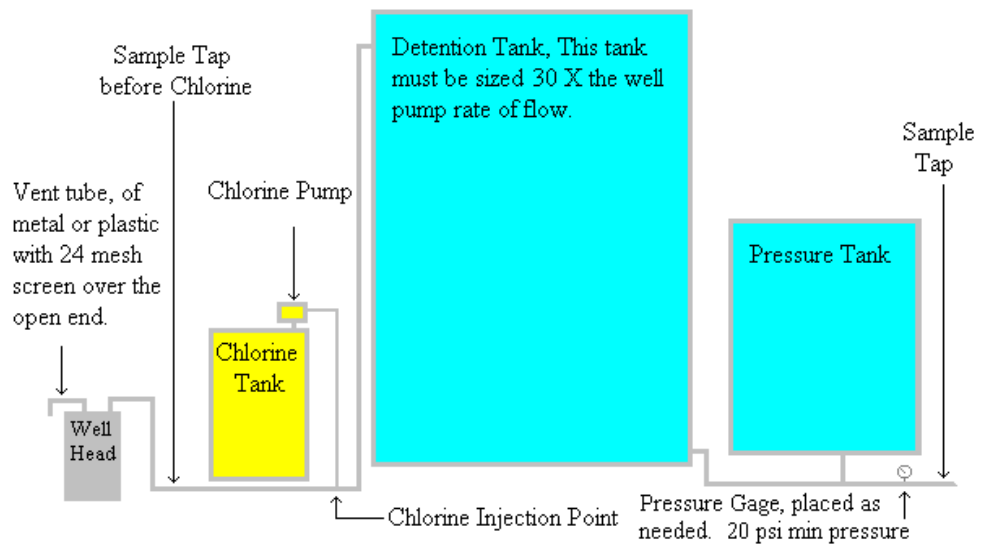 Sample Tap
before Chlorine
Detention Tank, This tank
must be sized 30 X the well
pump rate of flow.
Sample
Tap
Vent tube, of
metal or plastic
with 24 mesh
screen over the
open end.
Chlorine Pump
Pressure Tank
Chlorine
Tank
Well
Head
Chlorine Injection Point
Pressure Gage, placed as
needed. 20 psi min pressure